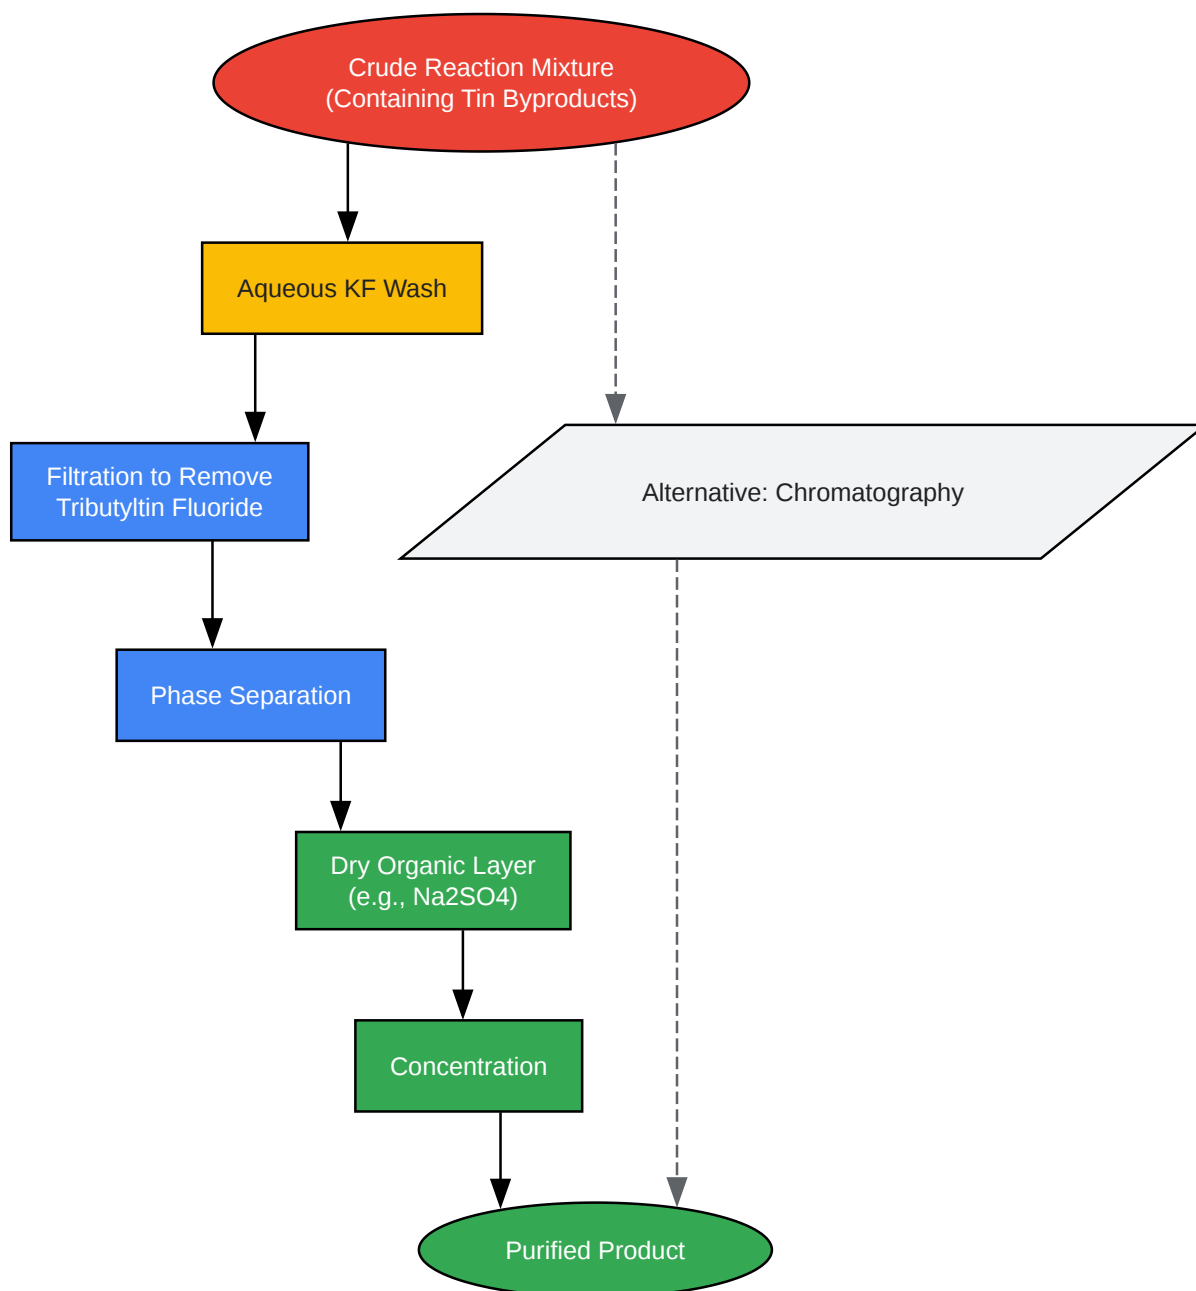 Crude Reaction Mixture
(Containing Tin Byproducts)
Aqueous KF Wash
Filtration to Remove
Tributyltin Fluoride
Alternative: Chromatography
Phase Separation
Dry Organic Layer
(e.g., Na2SO4)
Concentration
Purified Product